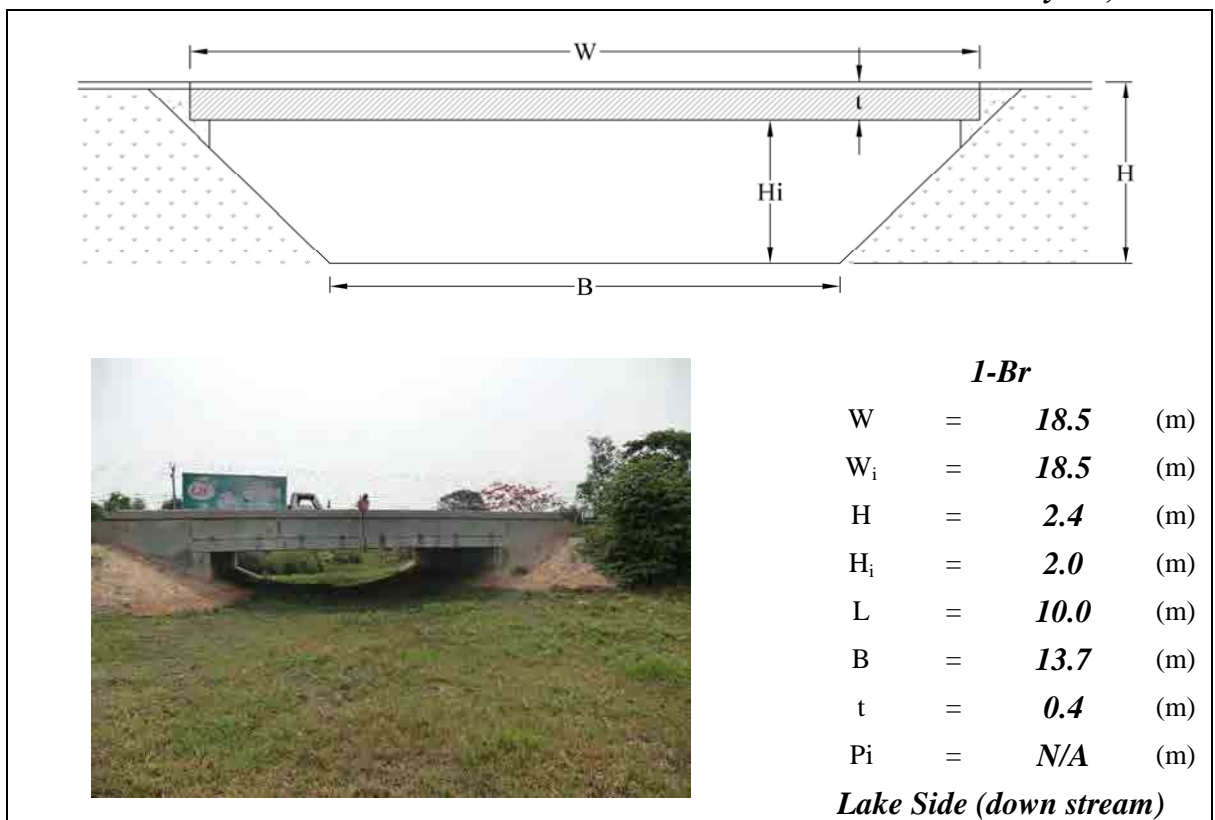 W
t
Hi
H
B
1-Br
W = 18.5 (m)
Wi = 18.5 (m)
H = 2.4 (m)
Hi = 2.0 (m)
L = 10.0 (m)
B = 13.7 (m)
t = 0.4 (m)
Pi = N/A (m)
Lake Side (down stream)